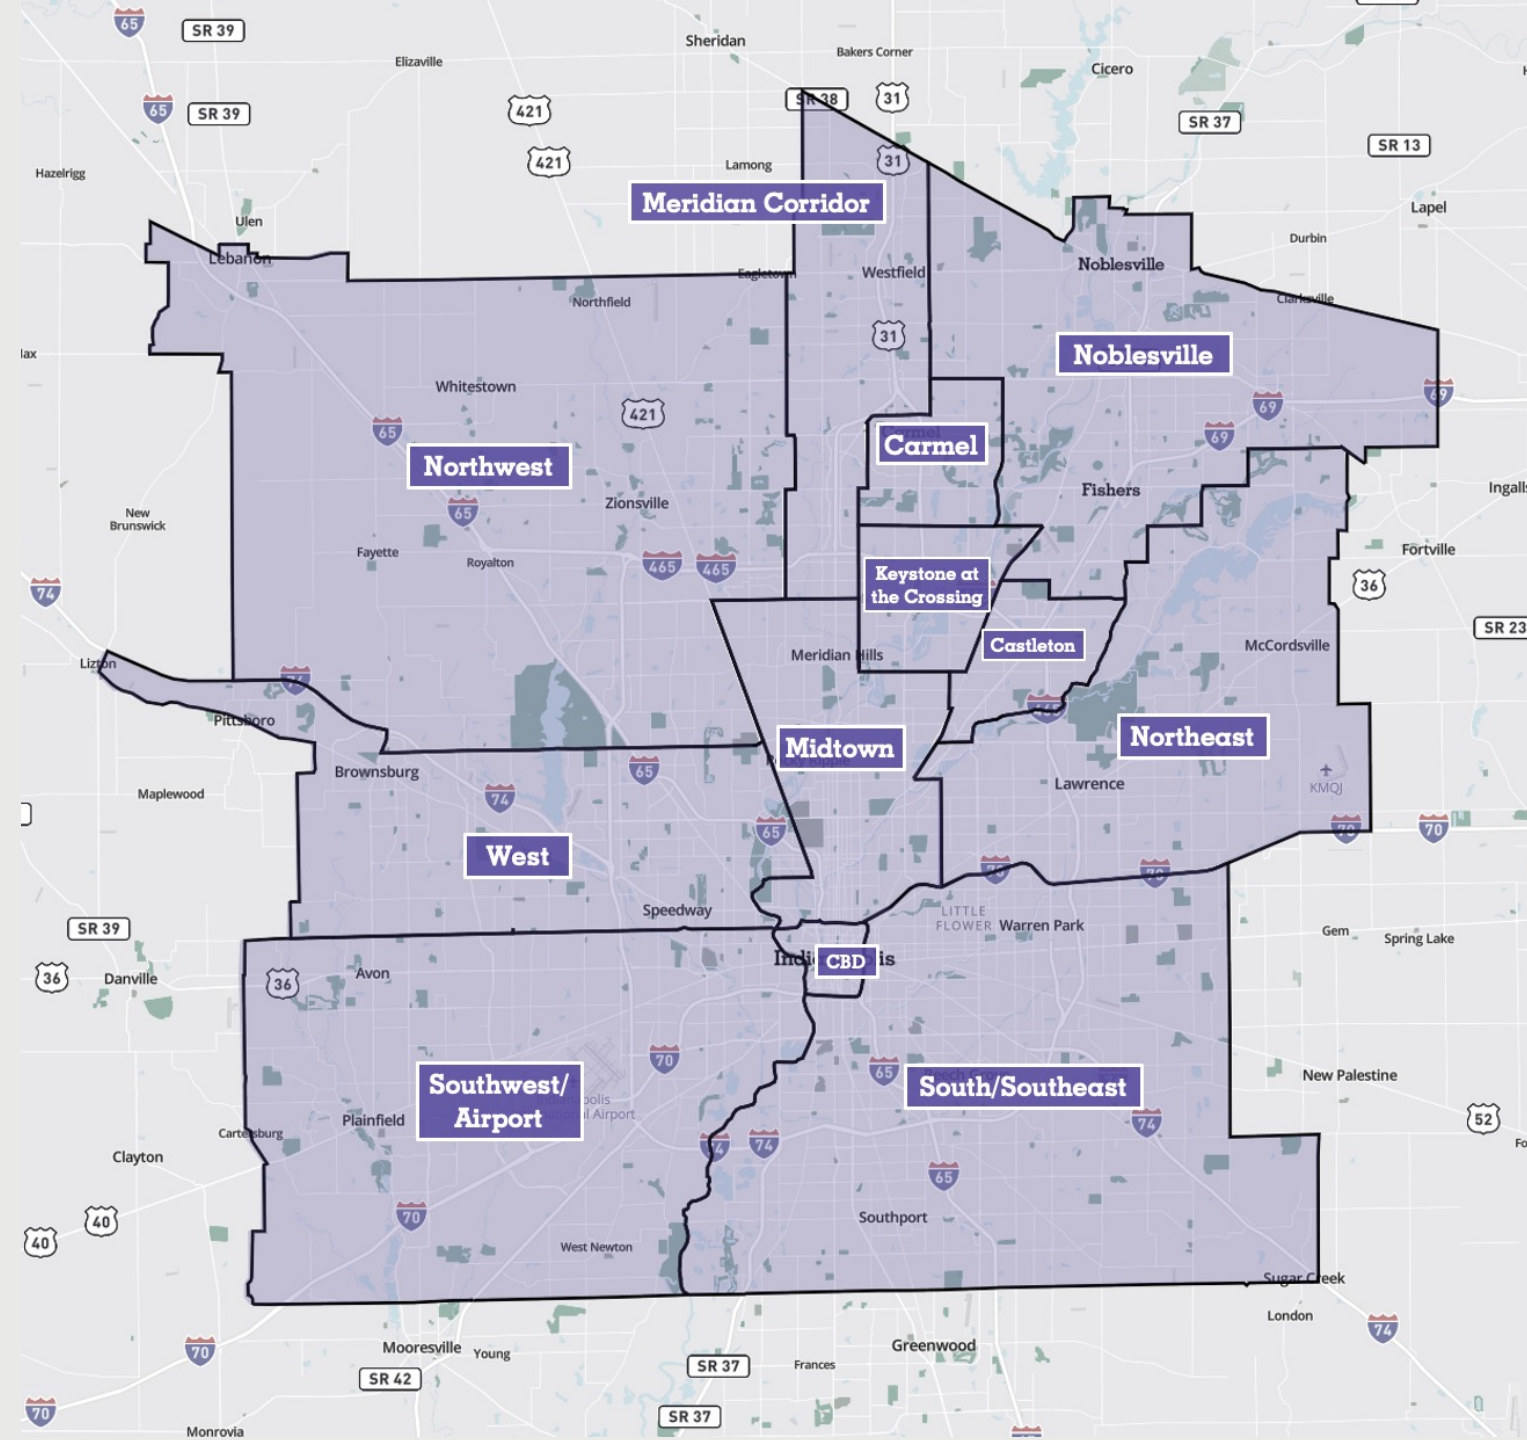 65
SR 39
Sheridan
Bakers Corner
Elizaville
Cicero
65
SR 39
421
SR 38
31
SR 37
SR 13
421
Lamong
31
Hazelrigg
Meridian Corridor
Lapel
Ulen
Durbin
Lebanon
Noblesville
Eagletown
Westfield
Northfield
Clarksville
31
Noblesville
Whitestown
69
69
421
65
69
Carmel
Northwest
Fishers
Ingalls
Zionsville
65
New
Brunswick
Fayette
Royalton
465
465
Fortville
Keystone at
the Crossing
36
74
SR 23
Castleton
McCordsville
Meridian Hills
Lizton
74
465
Pittsboro
Northeast
Midtown
Rocky Ripple
Brownsburg
65
Lawrence
KMQJ
Maplewood
74
65
70
70
West
70
70
Speedway
LITTLE
FLOWER
Warren Park
SR 39
Gem
Spring Lake
CBD
36
Danville
36
Avon
70
65
South/Southeast
New Palestine
Southwest/
Airport
Plainfield
52
74
Cartersburg
74
74
Clayton
65
40
40
70
Southport
West Newton
Sugar Creek
London
74
70
Mooresville
Young
Greenwood
SR 37
Frances
SR 42
70
SR 37
Monrovia